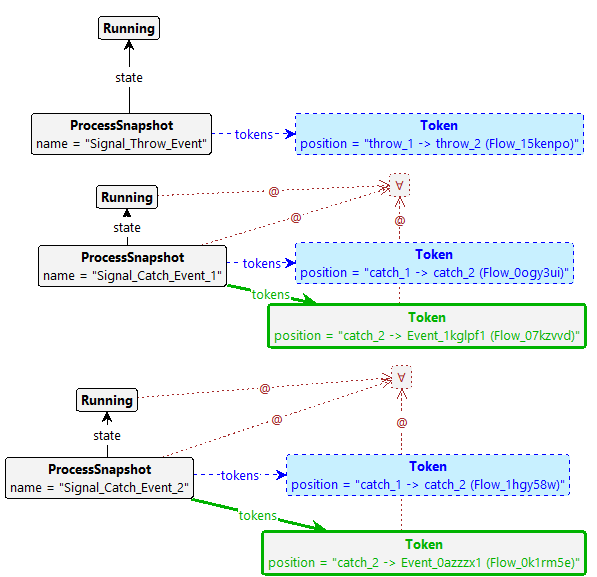 Running
state
ProcessSnapshot
name = "Signal_Throw_Event"
tokens
Token
position = "throw_1 -> throw_2 (Flow_15kenpo)"
Running
@
∀
@
@
state
ProcessSnapshot
name = "Signal_Catch_Event_1"
tokens
Token
position = "catch_1 -> catch_2 (Flow_0ogy3ui)"
tokens
Token
position = "catch_2 -> Event_1kglpf1 (Flow_07kzvvd)"
Running
@
∀
@
@
state
ProcessSnapshot
name = "Signal_Catch_Event_2"
tokens
Token
position = "catch_1 -> catch_2 (Flow_1hgy58w)"
tokens
Token
position = "catch_2 -> Event_0azzzx1 (Flow_0k1rm5e)"